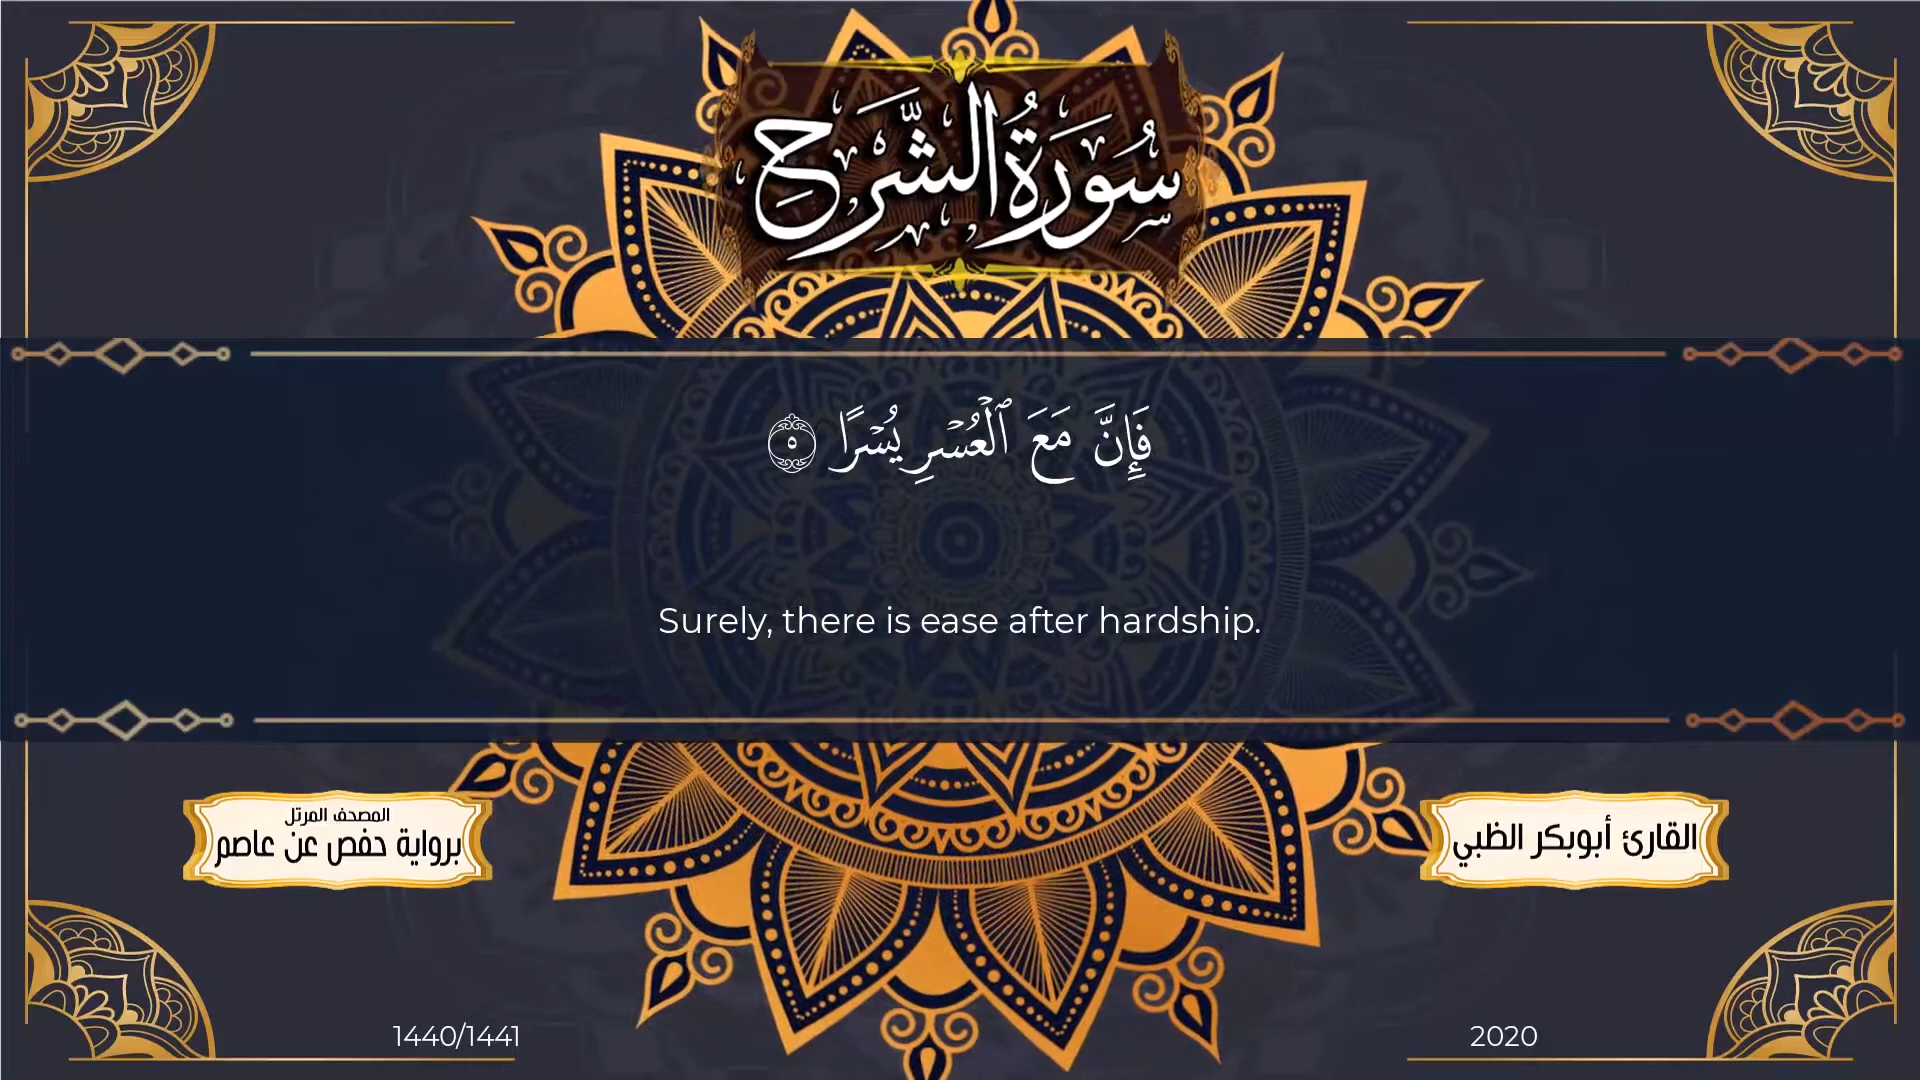 سُورَةُ الشَّرْحِ
فَإِنَّ مَعَ ٱلْعُسْرِ يُسْرًا ٥
Surely, there is ease after hardship.
المصحف المرتل
برواية حفص عن عاصم
القارئ أبوبكر الظبي
1440/1441
2020